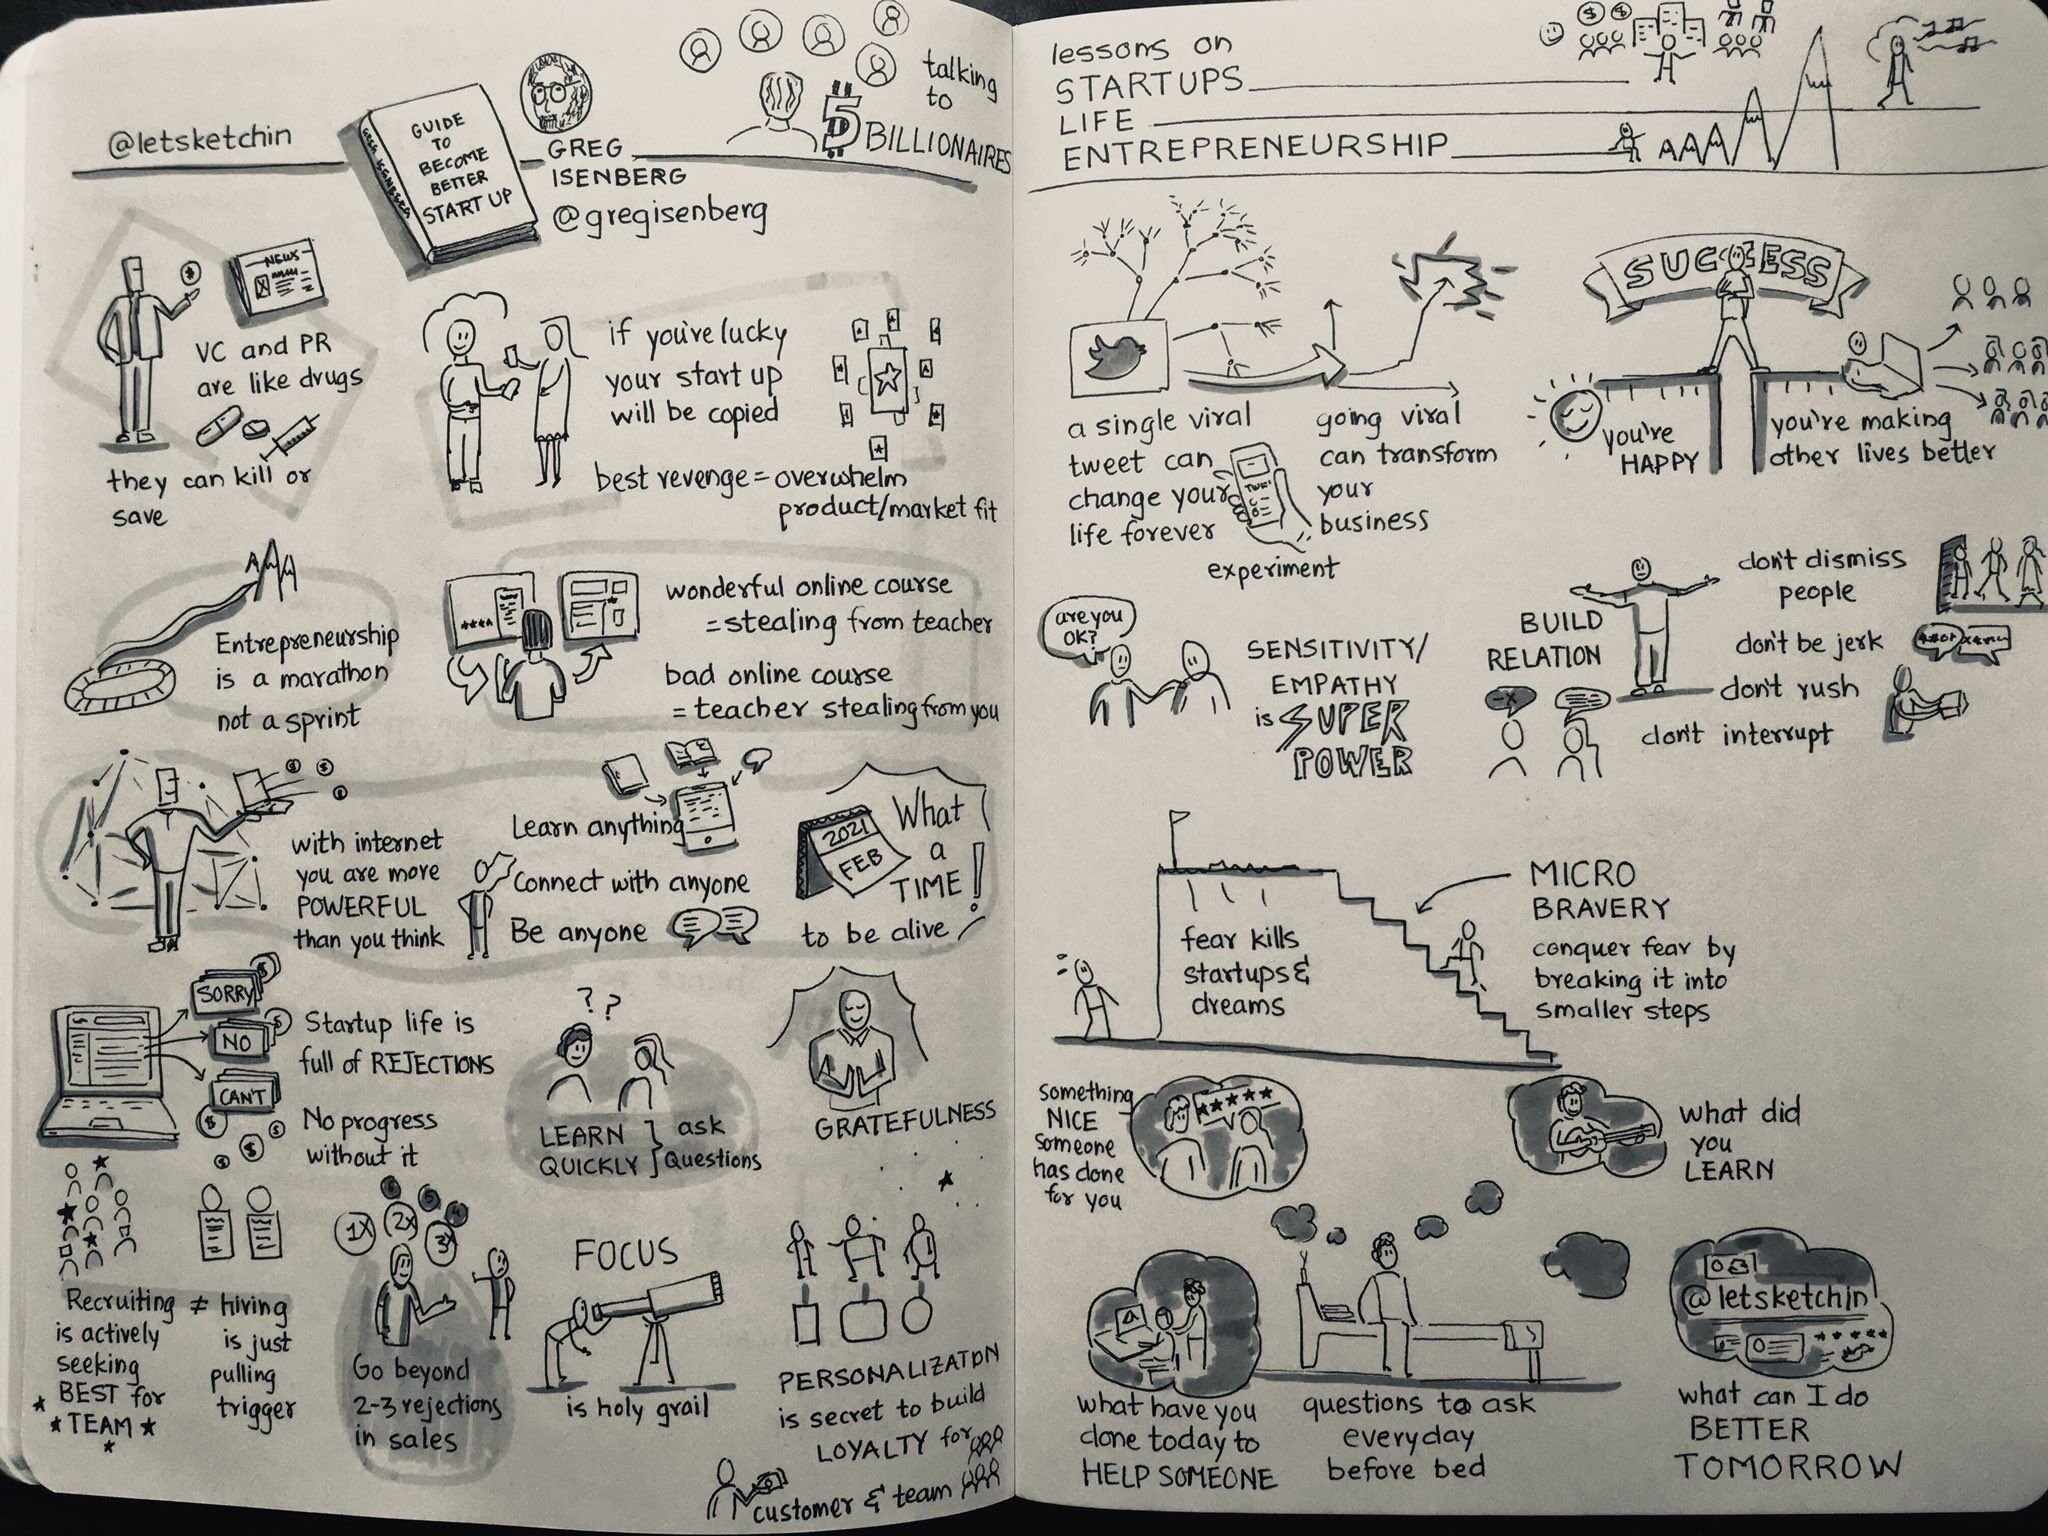 @letsketchin
GREG ISENBERG
GUIDE
TO
BECOME
BETTER
START UP
GREG
ISENBERG
@gregisenberg
talking
to
5
BILLIONAIRES
NEWS
VC and PR
are like drugs
they can kill or
save
if you've lucky
your start up
will be copied
best revenge = overwhelm
product/market fit
Entrepreneurship
is a marathon
not a sprint
wonderful online course
= stealing from teacher
bad online course
= teacher stealing from you
with internet
you are more
POWERFUL
than you think
Learn anything
Connect with anyone
Be anyone
2021
FEB
What
a
TIME!
to be alive
SORRY
NO
CAN'T
Startup life is
full of REJECTIONS
No progress
without it
? ?
LEARN
QUICKLY
ask
Questions
GRATEFULNESS
Recruiting ≠ hiring
is actively
seeking
BEST for
TEAM
is just
pulling
trigger
1X
2X
3X
Go beyond
2-3 rejections
in sales
FOCUS
is holy grail
PERSONALIZATON
is secret to build
LOYALTY for
customer & team
lessons on
STARTUPS
LIFE
ENTREPRENEURSHIP
a single viral
tweet can
change your
life forever
going viral
can transform
your
business
experiment
SUCCESS
you're
HAPPY
you're making
other lives better
are you
OK?
SENSITIVITY/
EMPATHY
is SUPER
POWER
BUILD
RELATION
don't dismiss
people
don't be jerk
don't rush
don't interrupt
fear kills
startups &
dreams
MICRO
BRAVERY
conquer fear by
breaking it into
smaller steps
something
NICE
someone
has done
for you
what did
you
LEARN
what have you
done today to
HELP SOMEONE
questions to ask
everyday
before bed
@letsketchin
what can I do
BETTER
TOMORROW